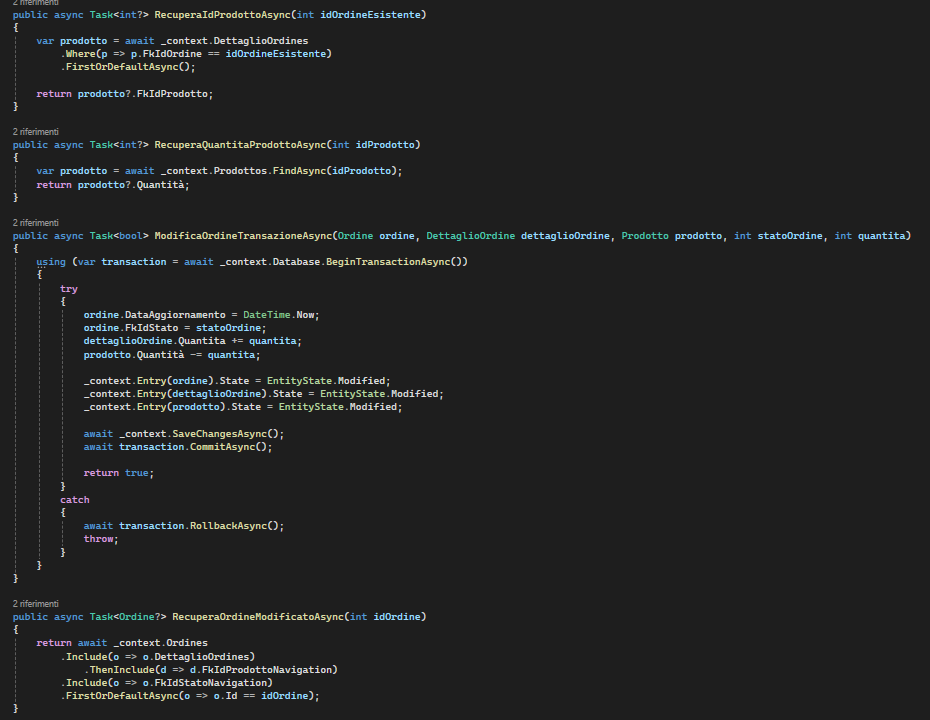 2 riferimenti
public async Task<int?> RecuperaIdProdottoAsync(int idOrdineEsistente)
{
    var prodotto = await _context.DettaglioOrdines
        .Where(p => p.FkIdOrdine == idOrdineEsistente)
        .FirstOrDefaultAsync();
    return prodotto?.FkIdProdotto;
}
2 riferimenti
public async Task<int?> RecuperaQuantitaProdottoAsync(int idProdotto)
{
    var prodotto = await _context.Prodottos.FindAsync(idProdotto);
    return prodotto?.Quantità;
}
2 riferimenti
public async Task<bool> ModificaOrdineTransazioneAsync(Ordine ordine, DettaglioOrdine dettaglioOrdine, Prodotto prodotto, int statoOrdine, int quantita)
{
    using (var transaction = await _context.Database.BeginTransactionAsync())
    {
        try
        {
            ordine.DataAggiornamento = DateTime.Now;
            ordine.FkIdStato = statoOrdine;
            dettaglioOrdine.Quantita += quantita;
            prodotto.Quantità -= quantita;
            _context.Entry(ordine).State = EntityState.Modified;
            _context.Entry(dettaglioOrdine).State = EntityState.Modified;
            _context.Entry(prodotto).State = EntityState.Modified;
            await _context.SaveChangesAsync();
            await transaction.CommitAsync();
            return true;
        }
        catch
        {
            await transaction.RollbackAsync();
            throw;
        }
    }
}
2 riferimenti
public async Task<Ordine?> RecuperaOrdineModificatoAsync(int idOrdine)
{
    return await _context.Ordines
        .Include(o => o.DettaglioOrdines)
            .ThenInclude(d => d.FkIdProdottoNavigation)
        .Include(o => o.FkIdStatoNavigation)
        .FirstOrDefaultAsync(o => o.Id == idOrdine);
}